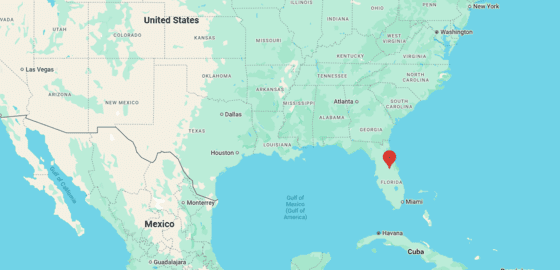 ILLINOIS
OHIO
PENN
New York
NEVADA
UTAH
United States
COLORADO
INDIANA
WEST
VIRGINIA
Washington
KANSAS
MISSOURI
KENTUCKY
VIRGINIA
Las Vegas
OKLAHOMA
TENNESSEE
NORTH
CAROLINA
ARIZONA
NEW MEXICO
ARKANSAS
MISSISSIPPI
Atlanta
SOUTH
CAROLINA
Dallas
ALABAMA
TEXAS
GEORGIA
LOUISIANA
Houston
Gulf of
California
FLORIDA
Monterrey
Gulf of
Mexico
(Gulf of
America)
Miami
Mexico
Havana
Cuba
Guadalajara